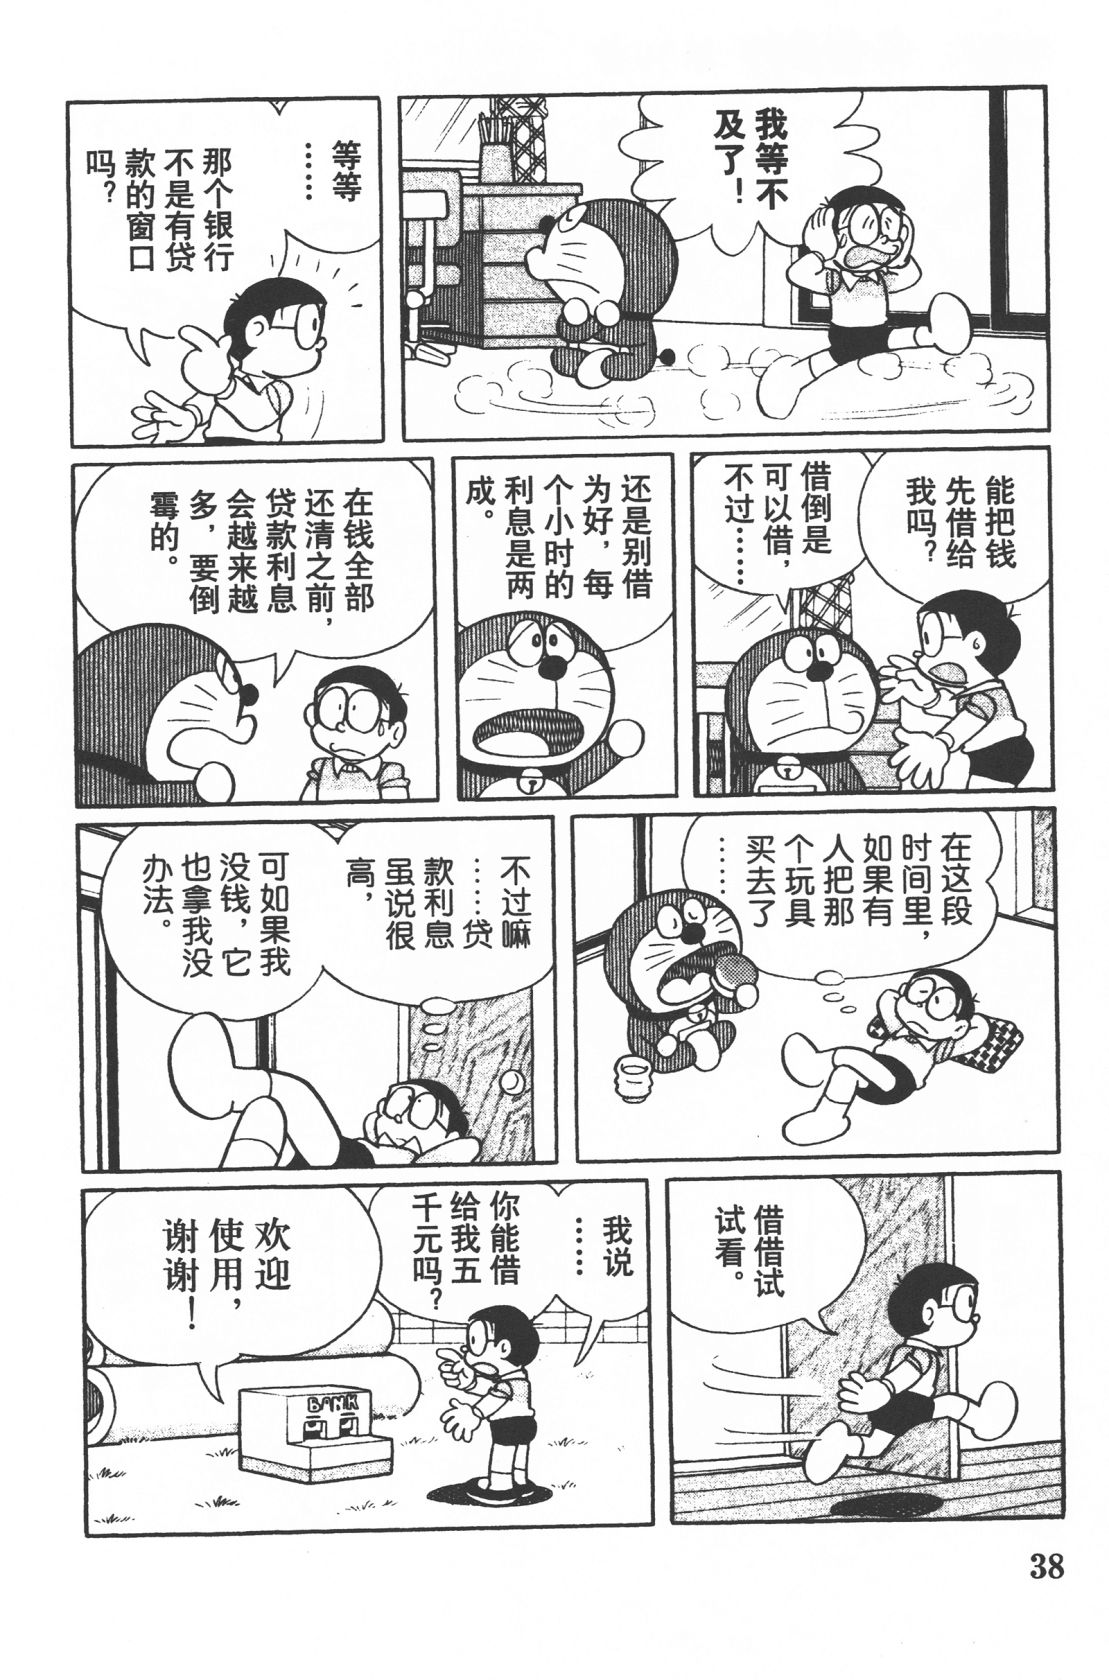 我等不
及了！
等等
……
那个银行
不是有贷
款的窗口
吗？
能把钱
先借给
我吗？
借倒是
可以借，
不过……
还是别借
为好，每
个小时的
利息是两
成。
在钱全部
还清之前，
贷款利息
会越来越
多，要倒
霉的。
在这段
时间里，
如果有
人把那
个玩具
买去了
……
不过嘛
……贷
款利息
虽说很
高，
可如果我
没钱，它
也拿我没
办法。
借借试
试看。
我说
……
你能借
给我五
千元吗？
欢迎
使用，
谢谢！
BANK
38